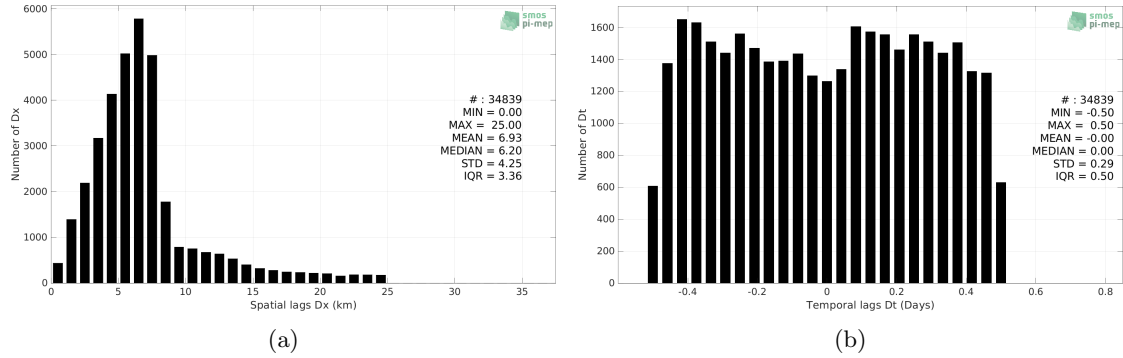 6000
5000
4000
3000
2000
1000
0
Number of Dx
smos
pi-mep
# : 34839
MIN = 0.00
MAX = 25.00
MEAN = 6.93
MEDIAN = 6.20
STD = 4.25
IQR = 3.36
0 5 10 15 20 25 30 35
Spatial lags Dx (km)
(a)
1600
1400
1200
1000
800
600
400
200
0
Number of Dt
smos
pi-mep
# : 34839
MIN = -0.50
MAX = 0.50
MEAN = -0.00
MEDIAN = 0.00
STD = 0.29
IQR = 0.50
-0.4 -0.2 0 0.2 0.4 0.6 0.8
Temporal lags Dt (Days)
(b)